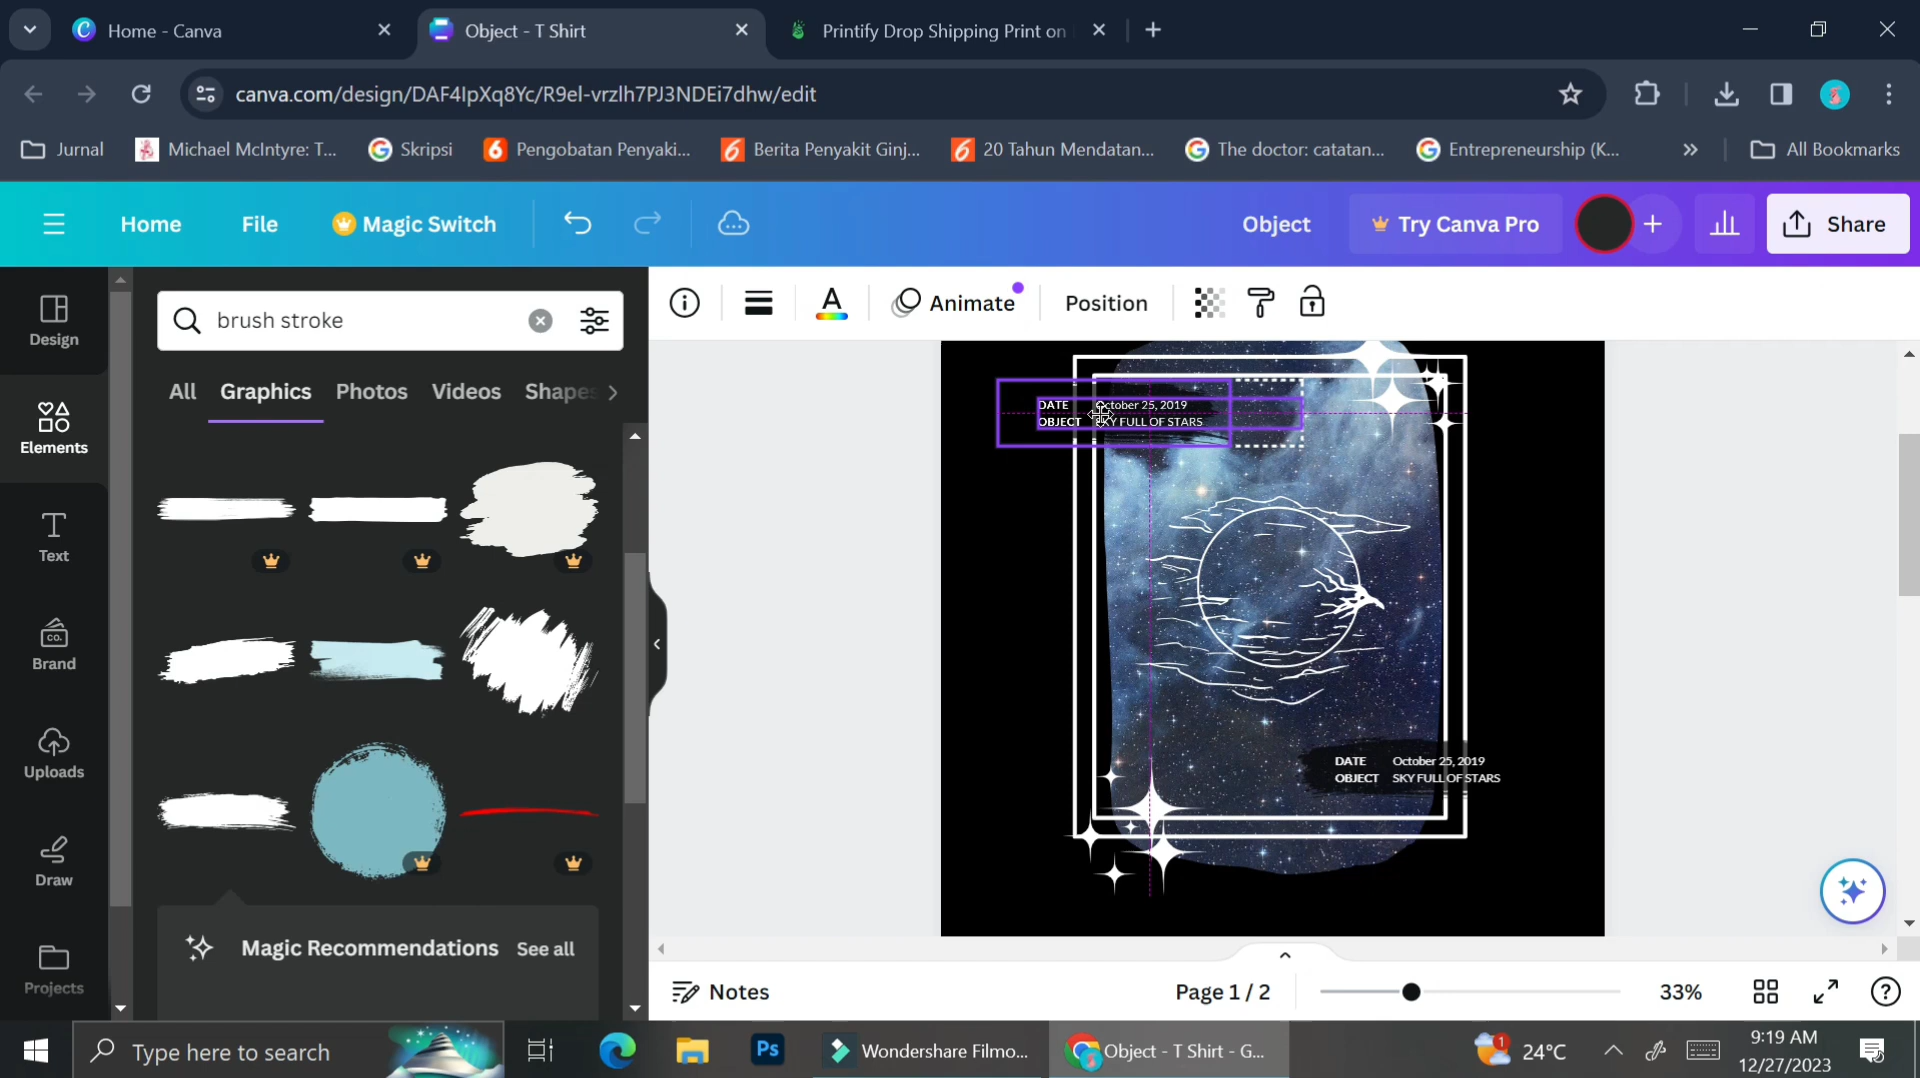 Home - Canva
Object - T Shirt
Printify Drop Shipping Print on
canva.com/design/DAF4IpXq8Yc/R9el-vrzlh7PJ3NDEi7dhw/edit
Jurnal
Michael McIntyre: T...
Skripsi
Pengobatan Penyaki...
Berita Penyakit Ginj...
20 Tahun Mendatan...
The doctor: catatan...
Entrepreneurship (K...
All Bookmarks
Home
File
Magic Switch
Object
Try Canva Pro
Share
Design
Elements
Text
Brand
Uploads
Draw
Projects
brush stroke
All
Graphics
Photos
Videos
Shapes
Magic Recommendations
See all
Animate
Position
DATE October 25, 2019
OBJECT SKY FULL OF STARS
DATE October 25, 2019
OBJECT SKY FULL OF STARS
Notes
Page 1 / 2
33%
Type here to search
Ps
Wondershare Filmo...
Object - T Shirt - G...
1
24°C
9:19 AM
12/27/2023